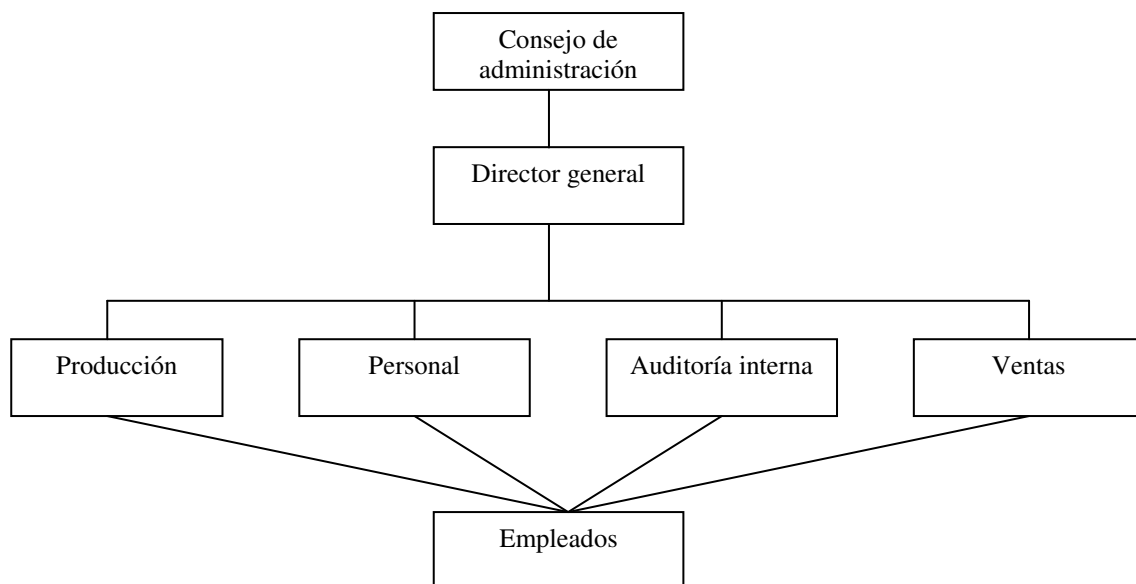 Consejo de
administración
Director general
Producción
Personal
Auditoría interna
Ventas
Empleados